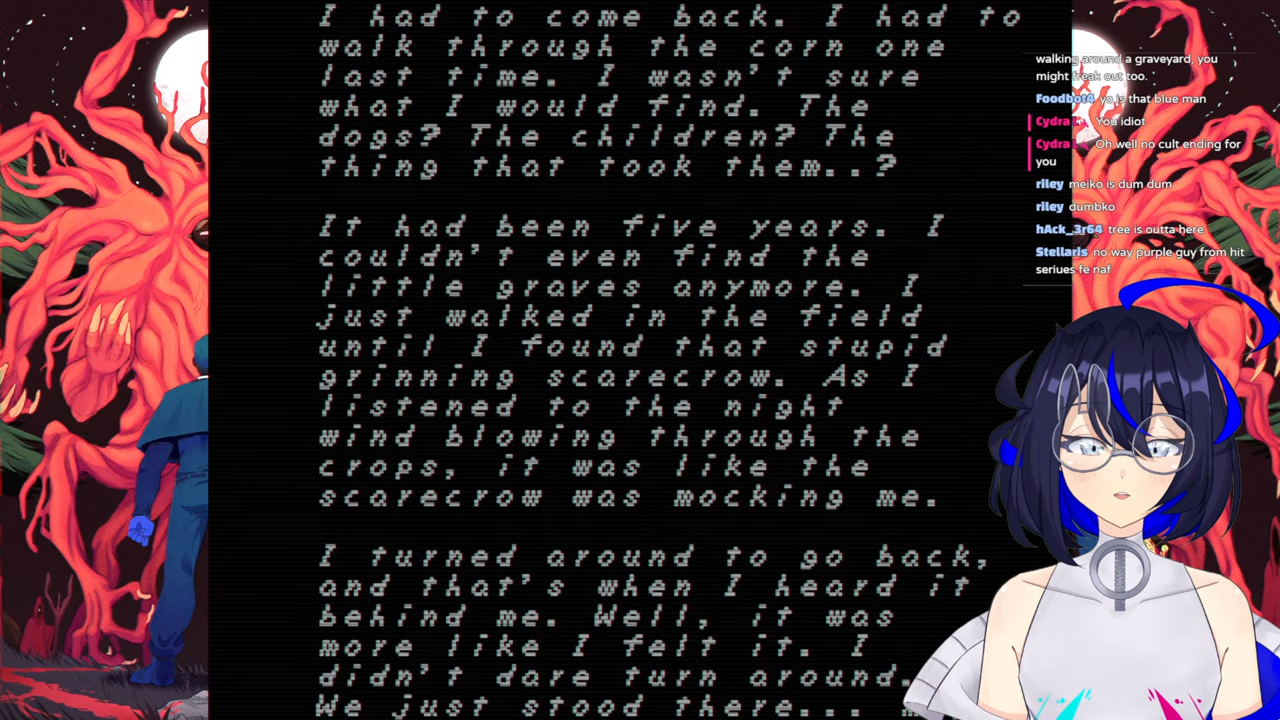 I had to come back. I had to
walk through the corn one
last time. I wasn't sure
what I would find. The
dogs? The children? The
thing that took them..?
It had been five years. I
couldn't even find the
little graves anymore. I
just walked in the field
until I found that stupid
grinning scarecrow. As I
listened to the night
wind blowing through the
crops, it was like the
scarecrow was mocking me.
I turned around to go back,
and that's when I heard it
behind me. Well, it was
more like I felt it. I
didn't dare turn around.
We just stood there...
walking around a graveyard, you
might freak out too.
Foodbot4 yo is that blue man
Cydra You idiot
Cydra Oh well no cult ending for
you
riley meiko is dum dum
riley dumbko
hAck_3r64 tree is outta here
Stellaris no way purple guy from hit
seriues fe naf